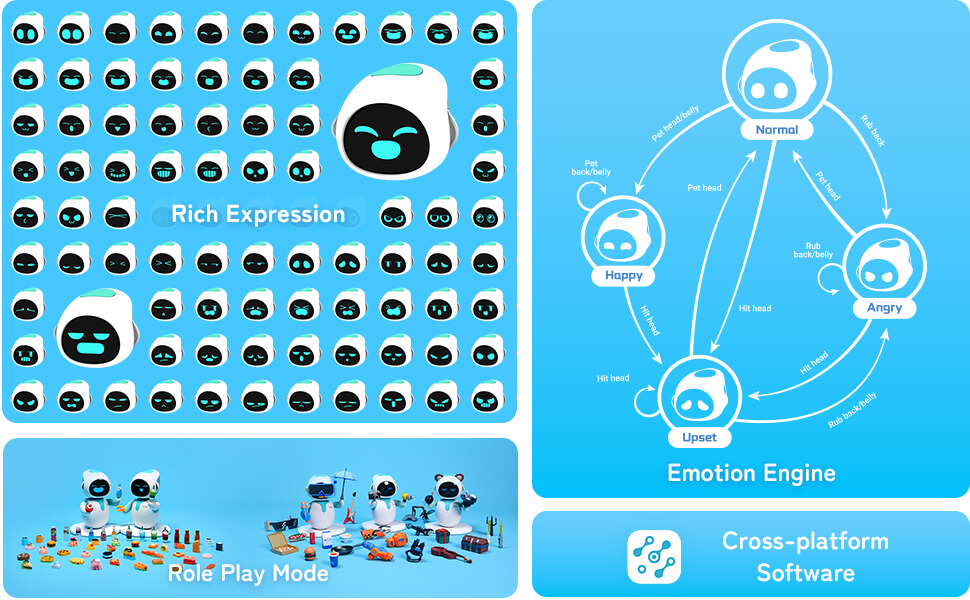 Rich Expression
Role Play Mode
Normal
Pet head/belly
Rub back
Pet
back/belly
Pet head
Pet head
Happy
Rub
back/belly
Angry
Hit head
Hit head
Hit head
Hit head
Rub back/belly
Upset
Emotion Engine
Cross-platform
Software